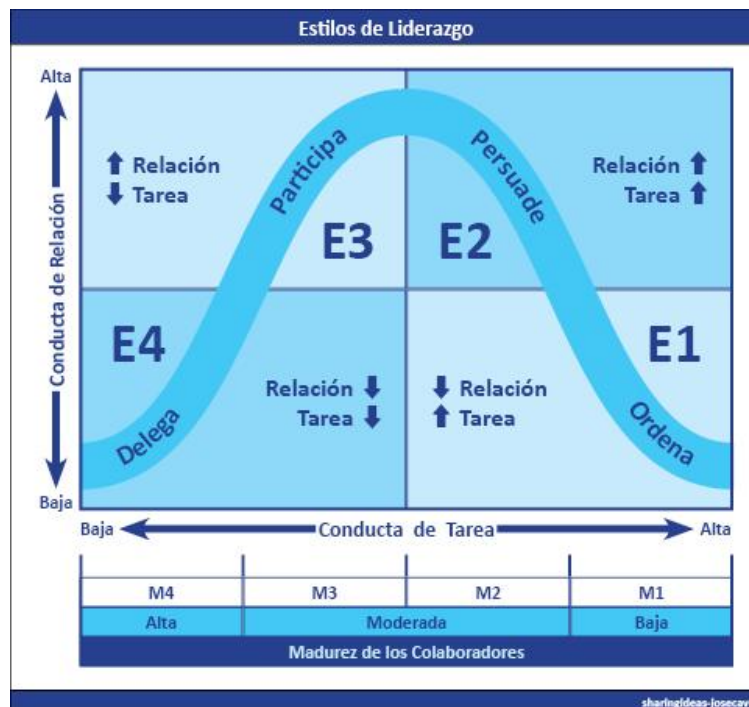 Estilos de Liderazgo
Alta
Conducta de Relación
Baja
Relación
Tarea
Participa
E3
Persuade
E2
Relación
Tarea
E4
Delega
Relación
Tarea
Relación
Tarea
E1
Ordena
Baja
Conducta de Tarea
Alta
M4 M3 M2 M1
Alta Moderada Baja
Madurez de los Colaboradores